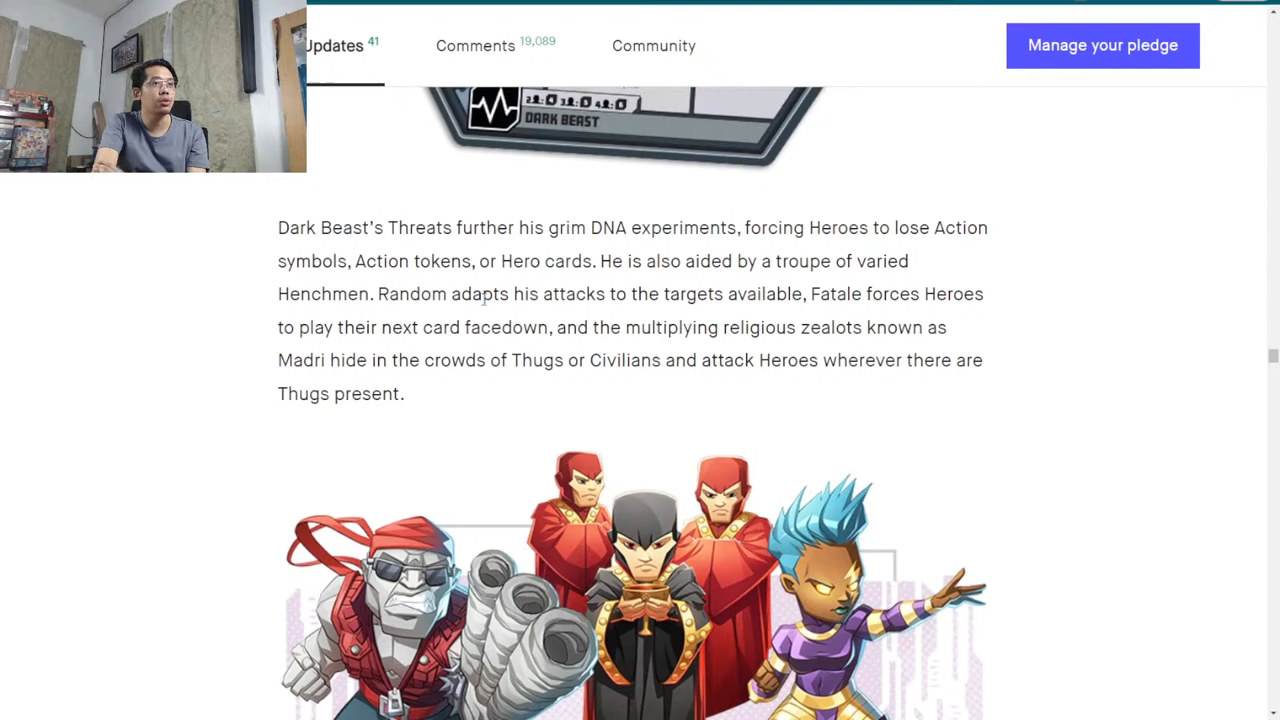 Updates 41
Comments 19,089
Community
Manage your pledge
DARK BEAST
Dark Beast's Threats further his grim DNA experiments, forcing Heroes to lose Action
symbols, Action tokens, or Hero cards. He is also aided by a troupe of varied
Henchmen. Random adapts his attacks to the targets available, Fatale forces Heroes
to play their next card facedown, and the multiplying religious zealots known as
Madri hide in the crowds of Thugs or Civilians and attack Heroes wherever there are
Thugs present.